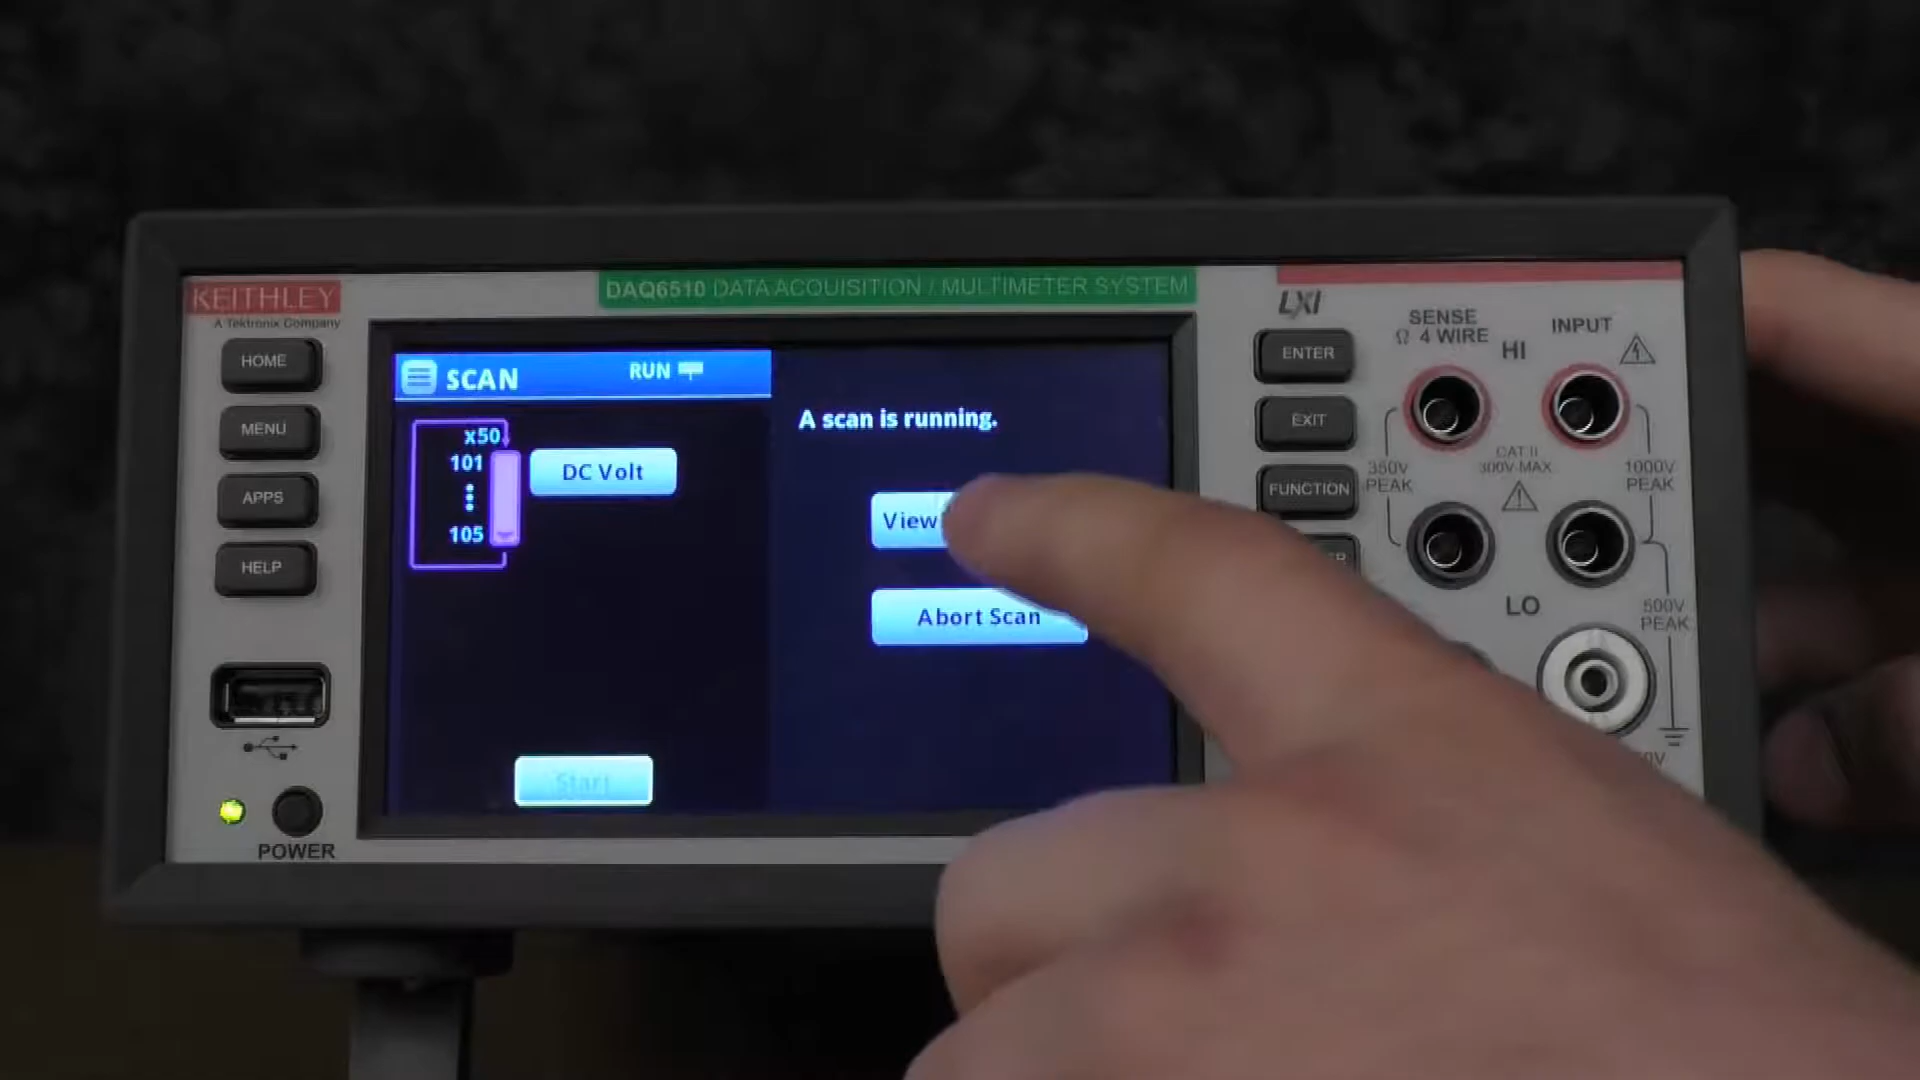 KEITHLEY
A Tektronix Company
DAQ6510 DATA ACQUISITION / MULTIMETER SYSTEM
LXI
HOME
MENU
APPS
HELP
POWER
SCAN
RUN
x50
101
105
DC Volt
Start
A scan is running.
View
Abort Scan
ENTER
EXIT
FUNCTION
SENSE
Ω 4 WIRE
HI
INPUT
350V
PEAK
CAT II
300V MAX
1000V
PEAK
LO
500V
PEAK